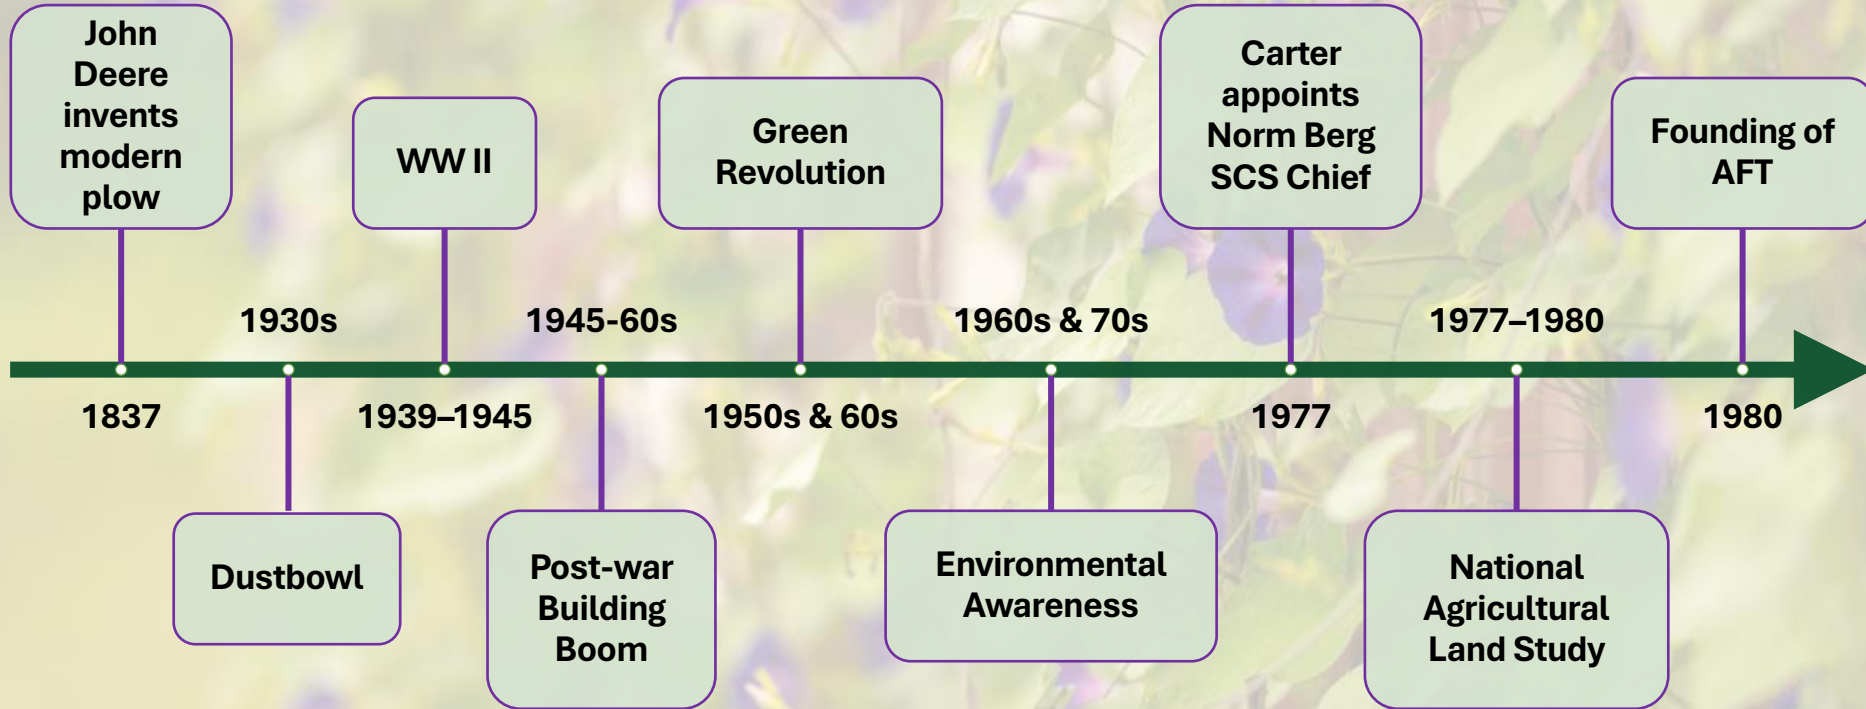 John
Deere
invents
modern
plow
WW II
Green
Revolution
Carter
appoints
Norm Berg
SCS Chief
Founding of
AFT
1930s
1945-60s
1960s & 70s
1977–1980
1837
1939–1945
1950s & 60s
1977
1980
Dustbowl
Post-war
Building
Boom
Environmental
Awareness
National
Agricultural
Land Study